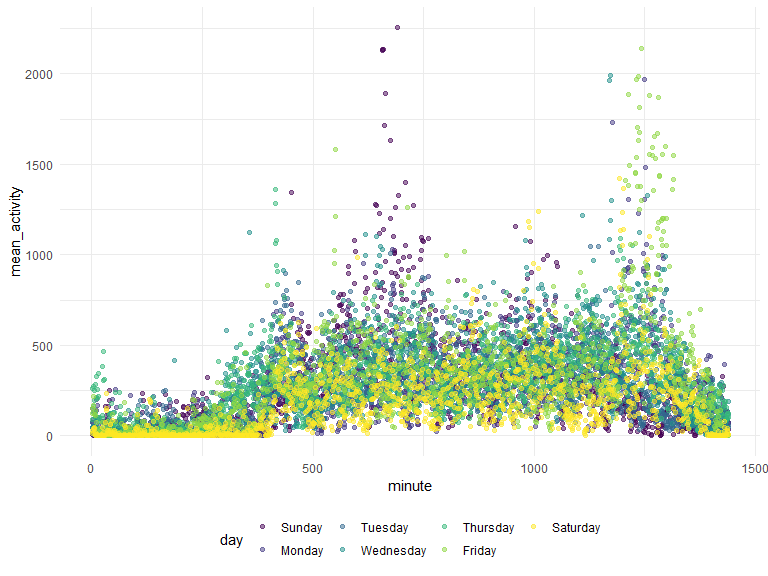 2000
1500
1000
500
0
mean_activity
0 500 1000 1500
minute
day
Sunday Tuesday Thursday Saturday
Monday Wednesday Friday